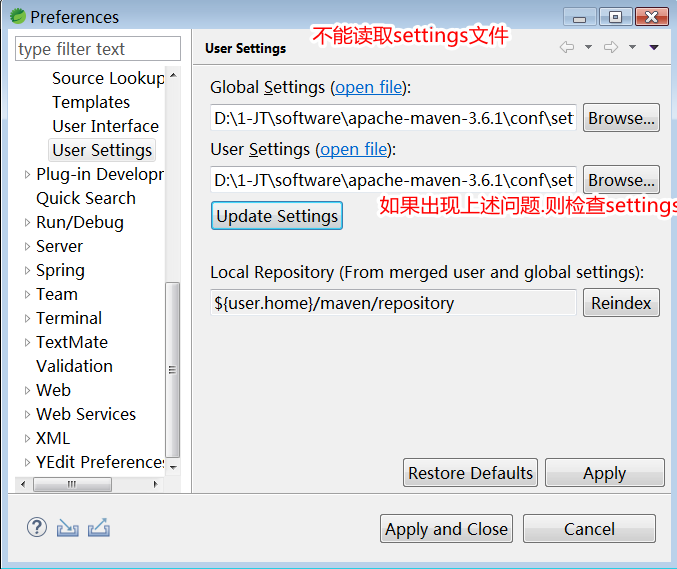 Preferences
不能读取settings文件
type filter text
User Settings
Source Lookup
Templates
User Interface
User Settings
Plug-in Developr
Quick Search
Run/Debug
Server
Spring
Team
Terminal
TextMate
Validation
Web
Web Services
XML
YEdit Preferences
Global Settings (open file):
D:\1-JT\software\apache-maven-3.6.1\conf\set
Browse...
User Settings (open file):
D:\1-JT\software\apache-maven-3.6.1\conf\set
Browse...
如果出现上述问题.则检查settings
Update Settings
Local Repository (From merged user and global settings):
${user.home}/maven/repository
Reindex
Restore Defaults
Apply
Apply and Close
Cancel